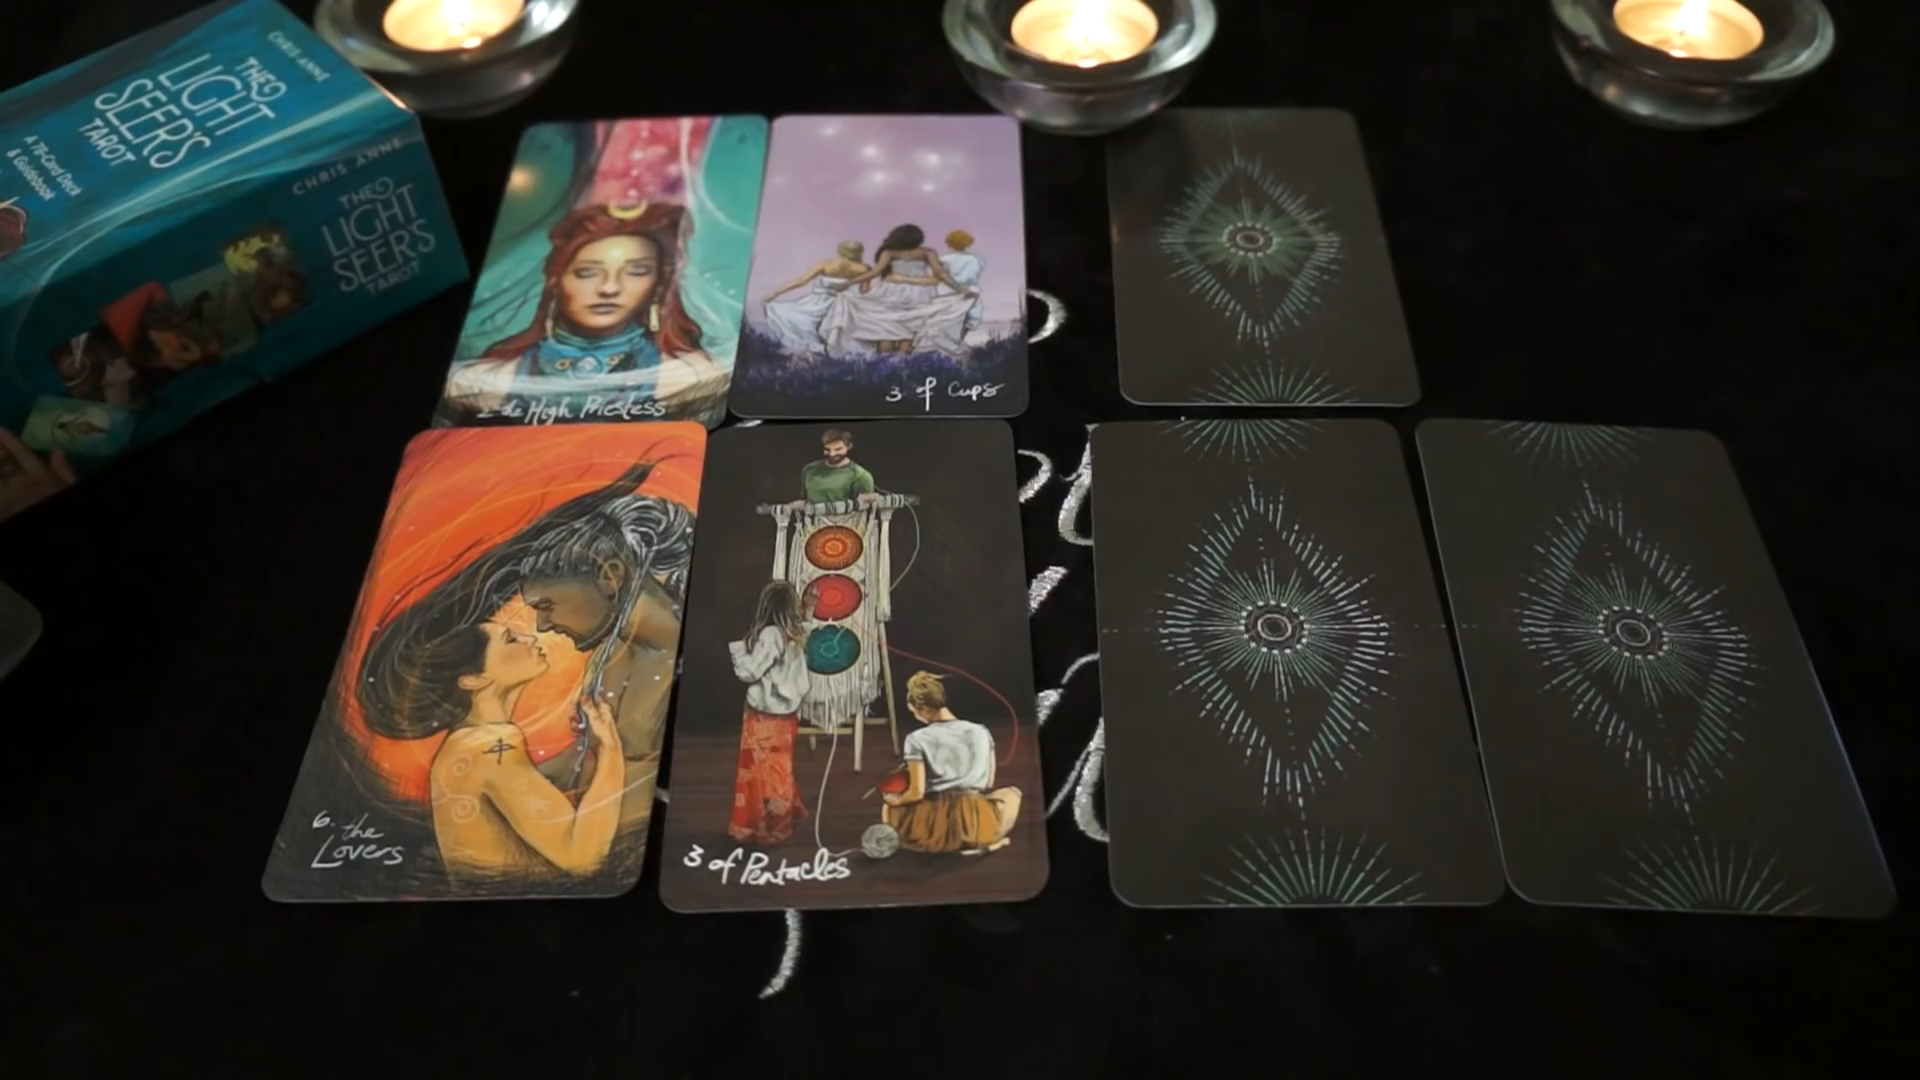 CHRIS ANNE
THE
LIGHT
SEER'S
TAROT
A 78-Card Deck
& Guidebook
CHRIS ANNE
THE
LIGHT
SEER'S
TAROT
2 the High Priestess
3 of Cups
6. the
Lovers
3 of Pentacles